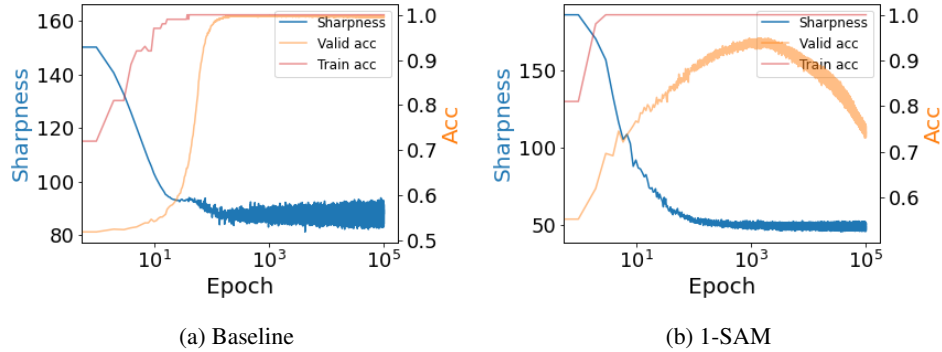 160
140
120
100
80
Sharpness
Sharpness
Valid acc
Train acc
1.0
0.9
0.8
0.7
0.6
0.5
Acc
10^1
10^3
10^5
Epoch
(a) Baseline
150
100
50
Sharpness
Sharpness
Valid acc
Train acc
1.0
0.9
0.8
0.7
0.6
Acc
10^1
10^3
10^5
Epoch
(b) 1-SAM